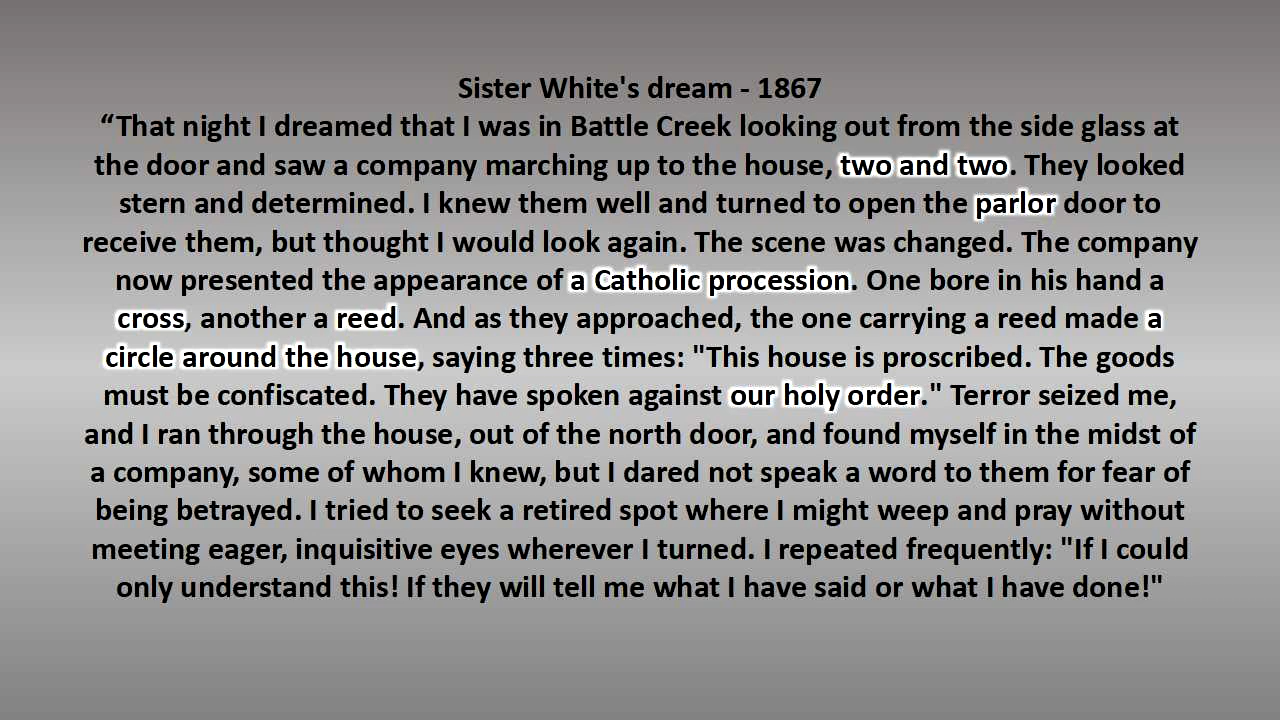 Sister White's dream - 1867
“That night I dreamed that I was in Battle Creek looking out from the side glass at
the door and saw a company marching up to the house, two and two. They looked
stern and determined. I knew them well and turned to open the parlor door to
receive them, but thought I would look again. The scene was changed. The company
now presented the appearance of a Catholic procession. One bore in his hand a
cross, another a reed. And as they approached, the one carrying a reed made a
circle around the house, saying three times: "This house is proscribed. The goods
must be confiscated. They have spoken against our holy order." Terror seized me,
and I ran through the house, out of the north door, and found myself in the midst of
a company, some of whom I knew, but I dared not speak a word to them for fear of
being betrayed. I tried to seek a retired spot where I might weep and pray without
meeting eager, inquisitive eyes wherever I turned. I repeated frequently: "If I could
only understand this! If they will tell me what I have said or what I have done!"